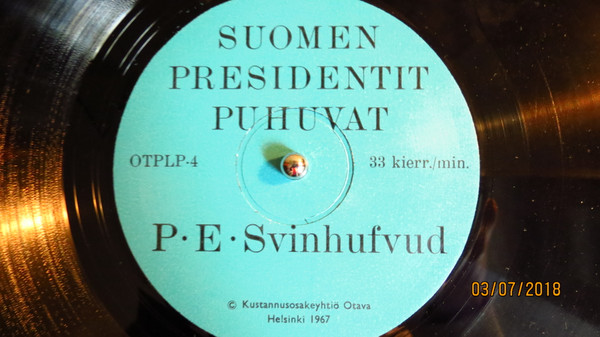 SUOMEN
PRESIDENTIT
PUHUVAT
OTPLP-4 33 kierr./min.
P·E·Svinhufvud
© Kustannusosakeyhtiö Otava
Helsinki 1967
03/07/2018